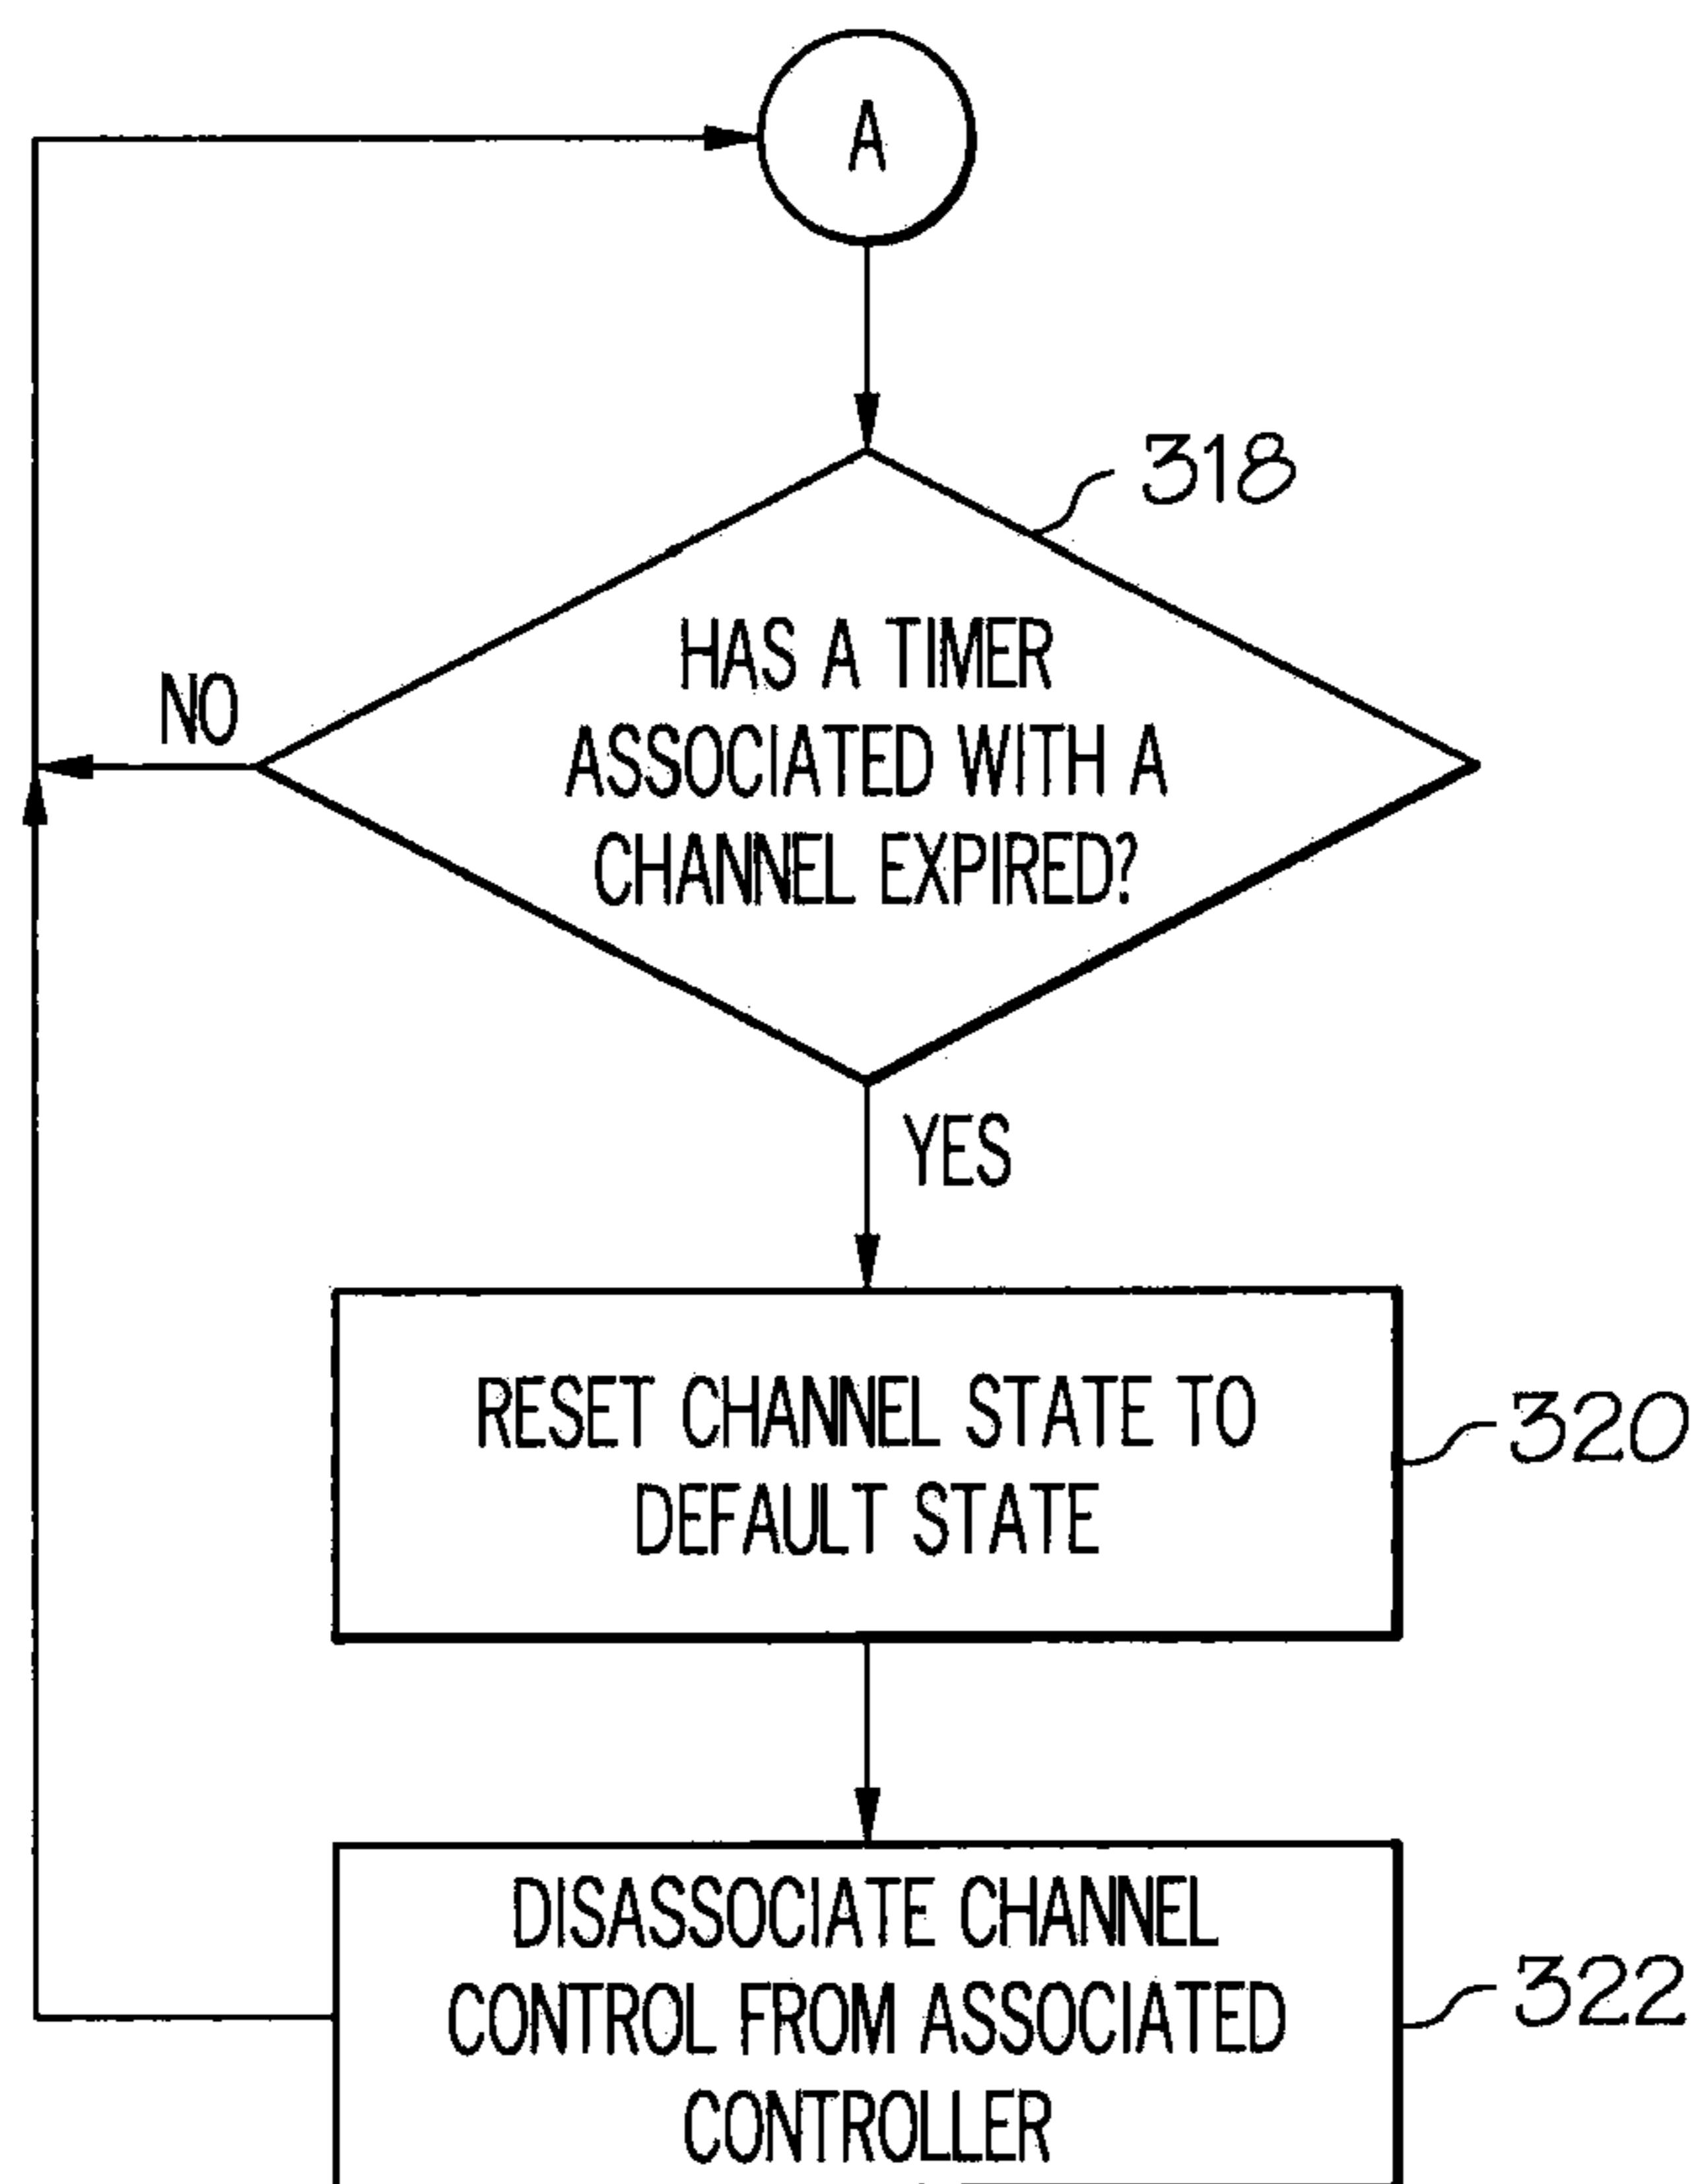 A
318
HAS A TIMER
ASSOCIATED WITH A
CHANNEL EXPIRED?
NO
YES
RESET CHANNEL STATE TO
DEFAULT STATE
320
DISASSOCIATE CHANNEL
CONTROL FROM ASSOCIATED
CONTROLLER
322